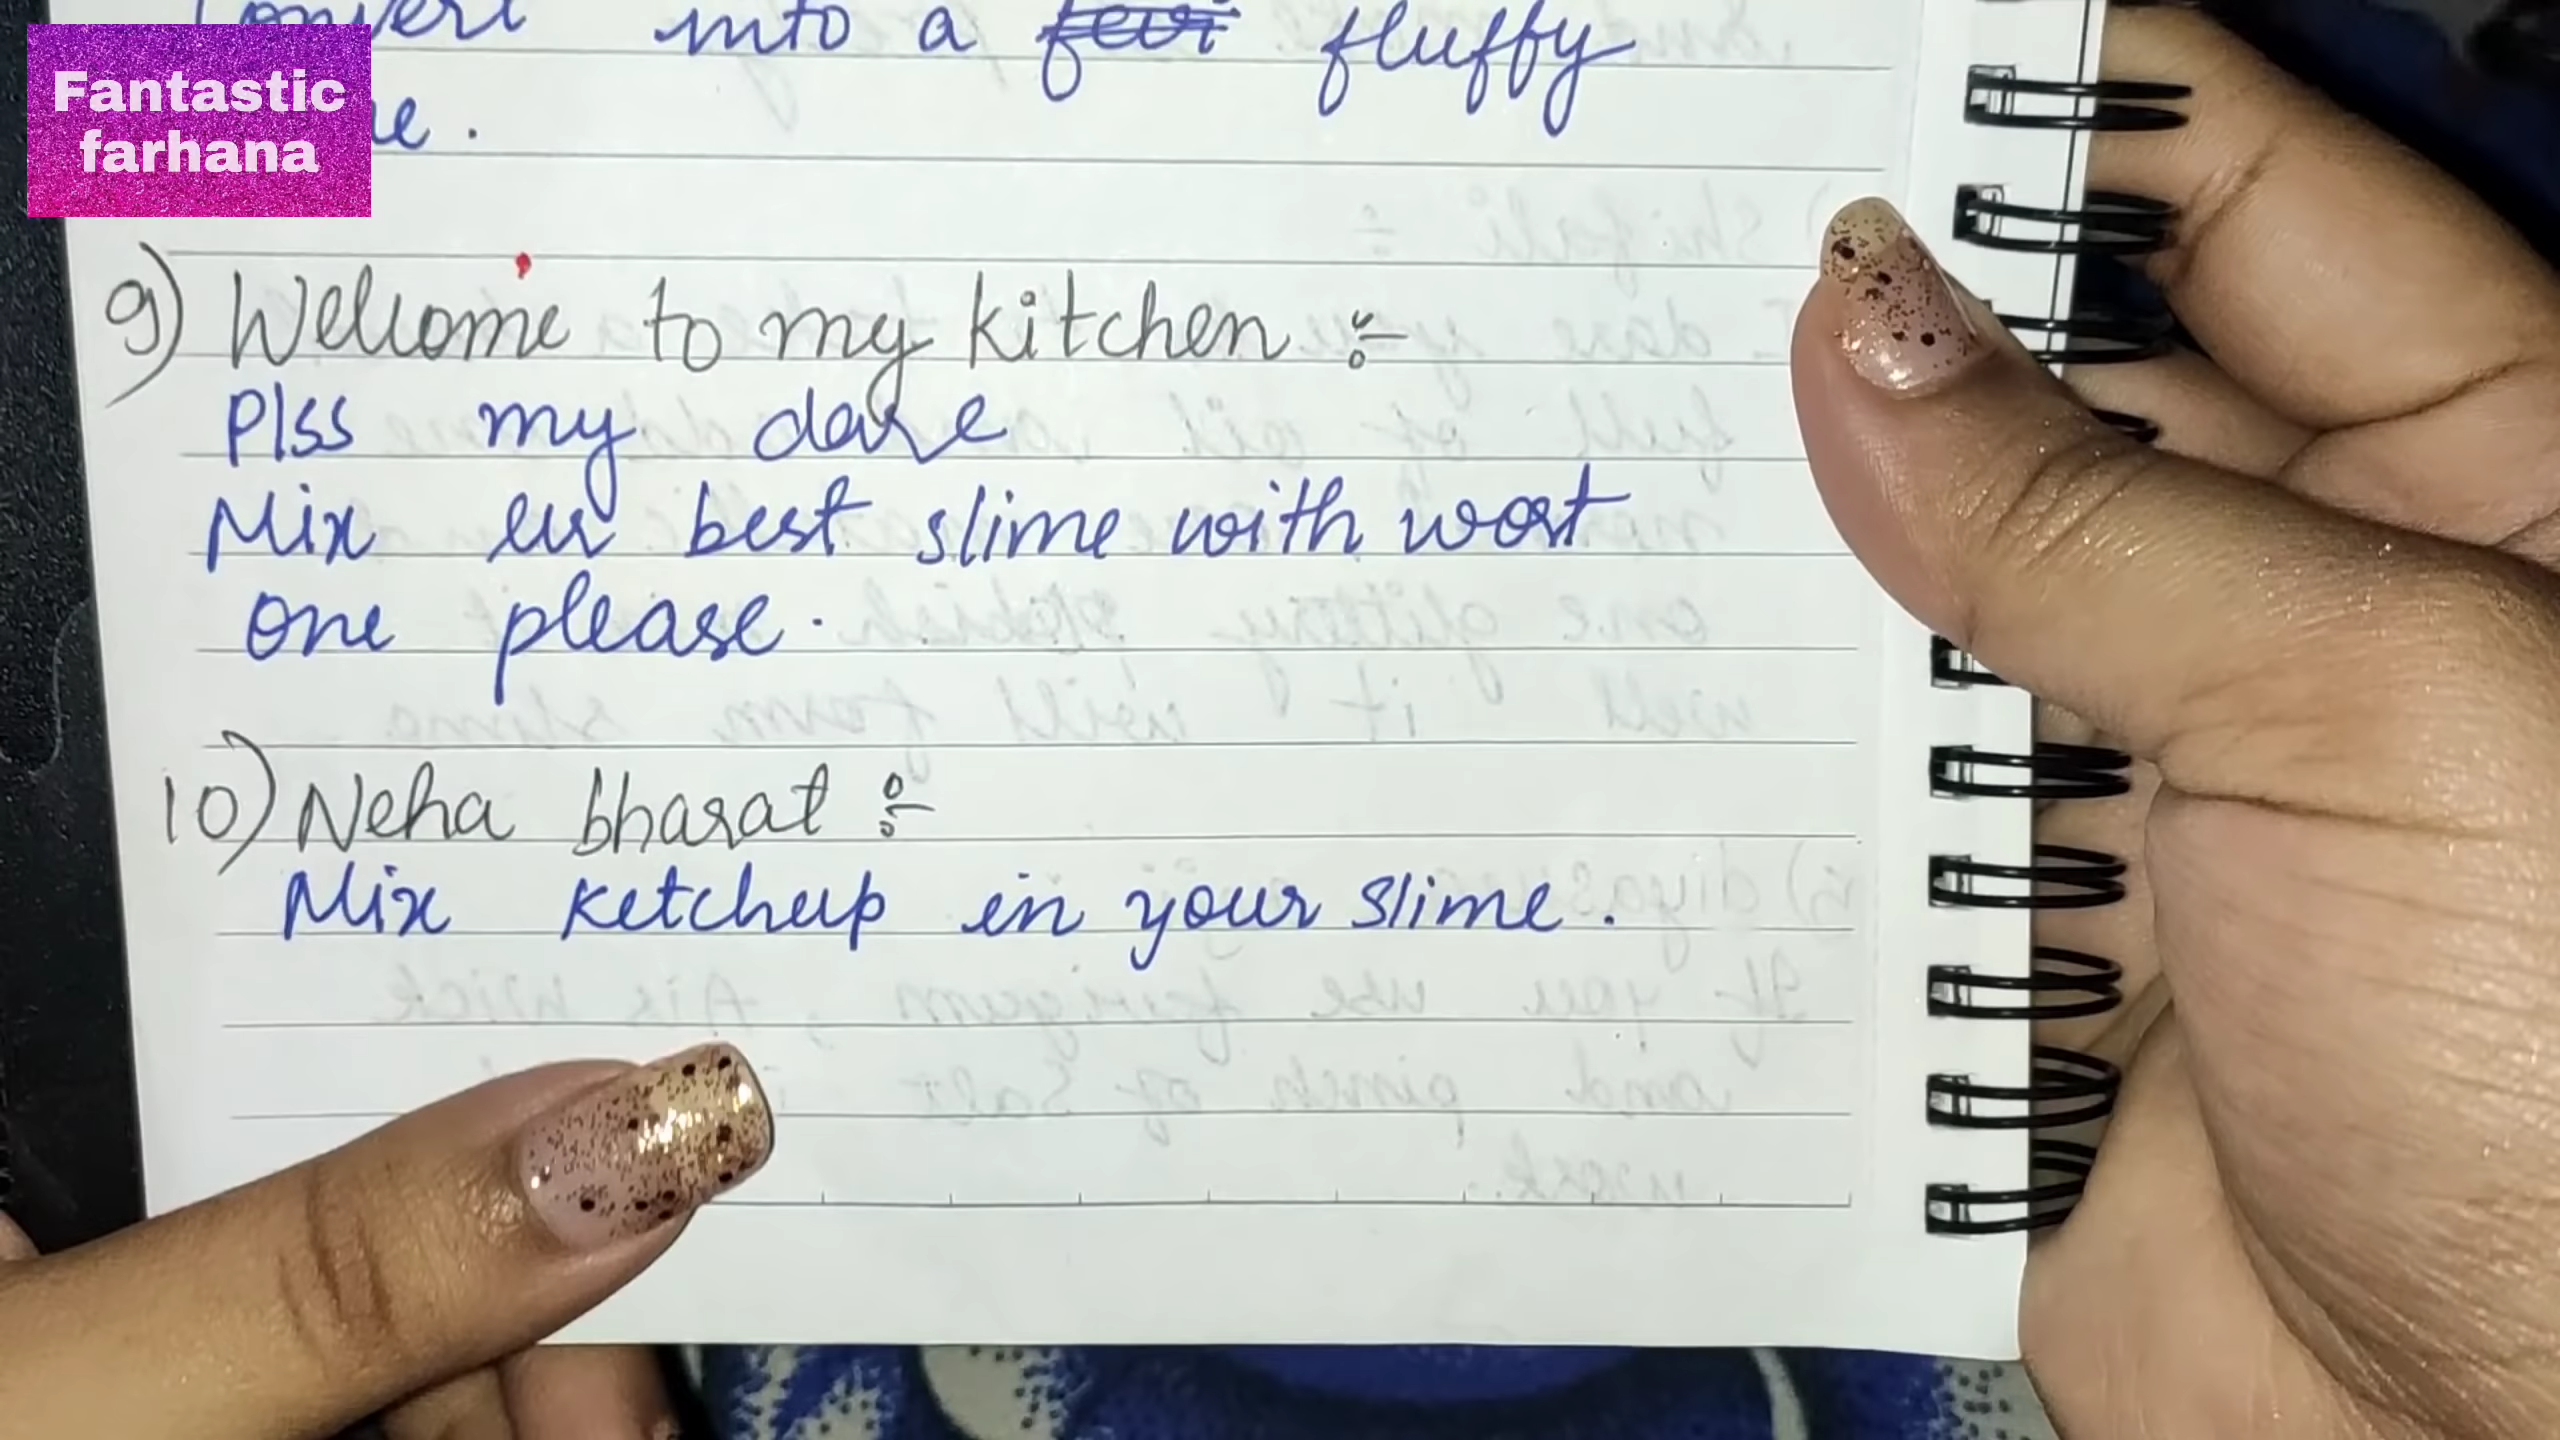 Convert into a fluffy
Fantastic
farhana
9) Welcome to my kitchen :-
Plss my dare
Mix ur best slime with worst
one please.
10) Neha bharat :-
Mix ketchup in your slime.